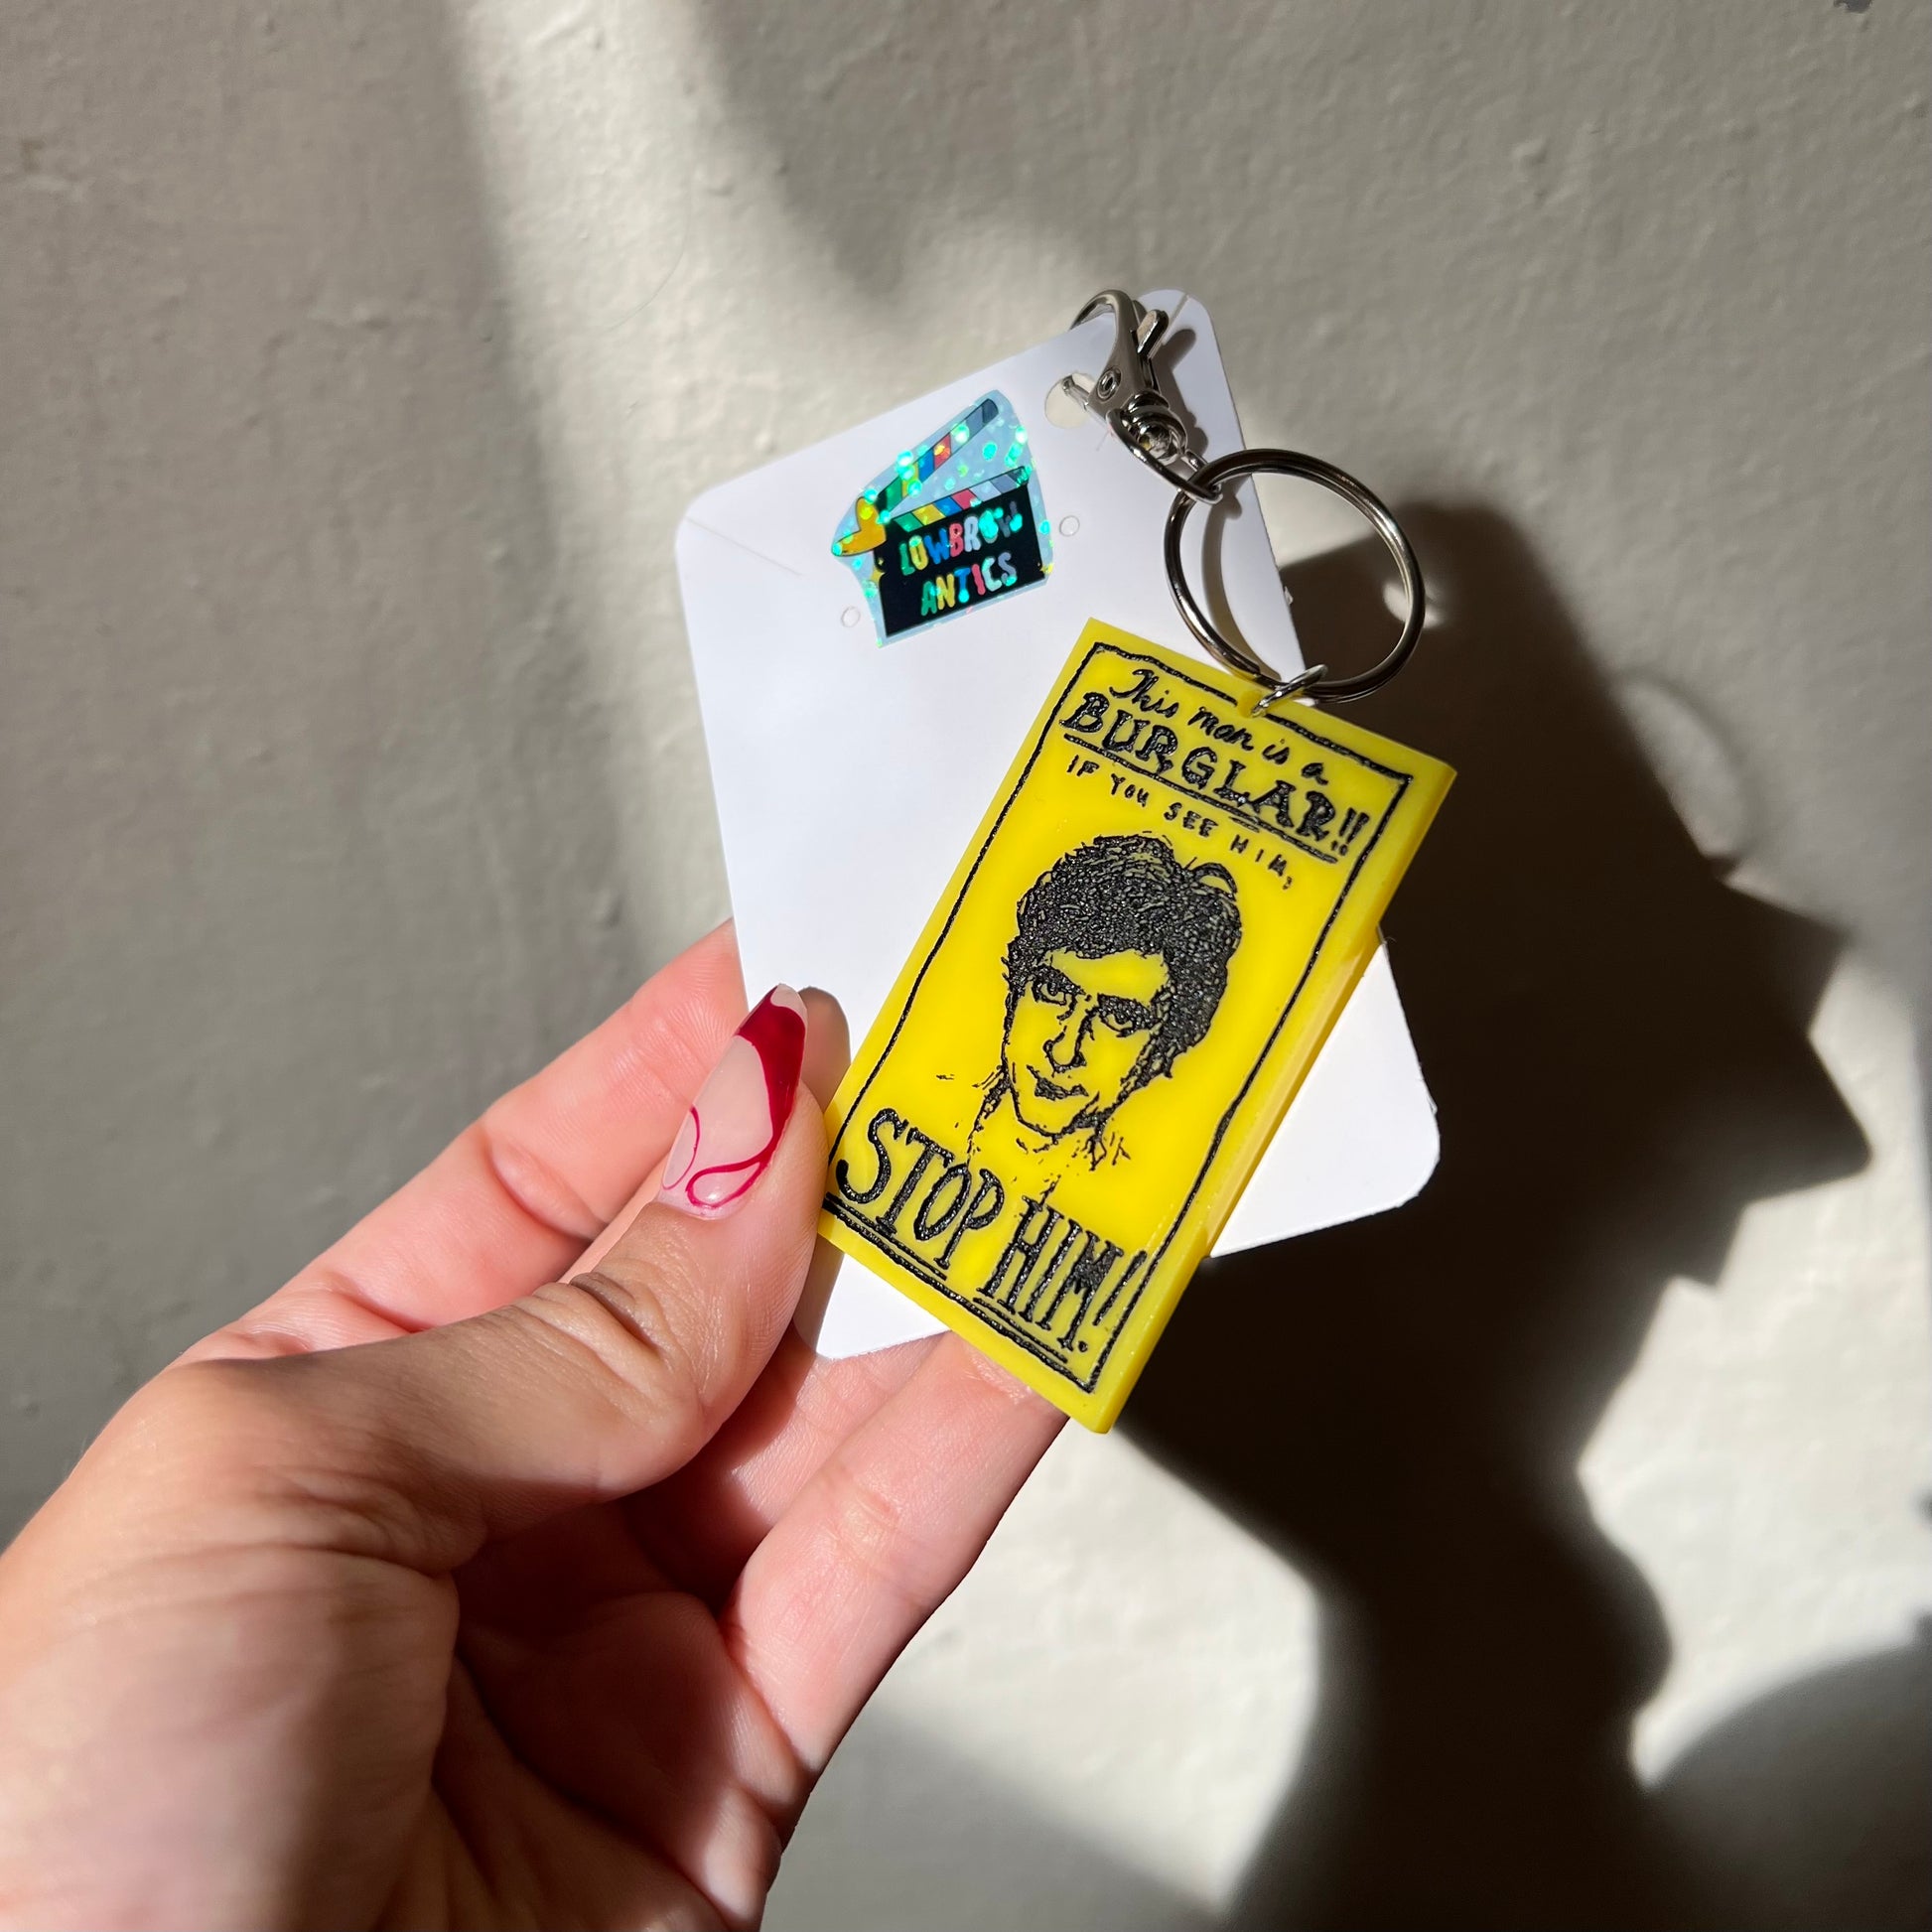 LOWBROW
ANTICS
This man is a
BURGLAR!!
IF YOU SEE HIM,
STOP HIM!